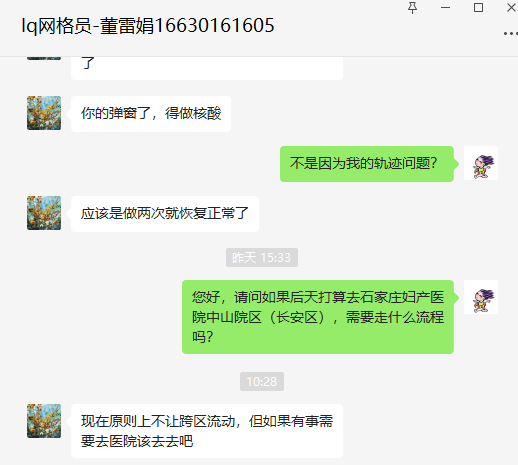 lq网格员-董雷娟16630161605
了
你的弹窗了，得做核酸
不是因为我的轨迹问题？
应该是做两次就恢复正常了
昨天 15:33
您好，请问如果后天打算去石家庄妇产医
院中山院区（长安区），需要走什么流程
吗？
10:28
现在原则上不让跨区流动，但如果有事需
要去医院该去去吧